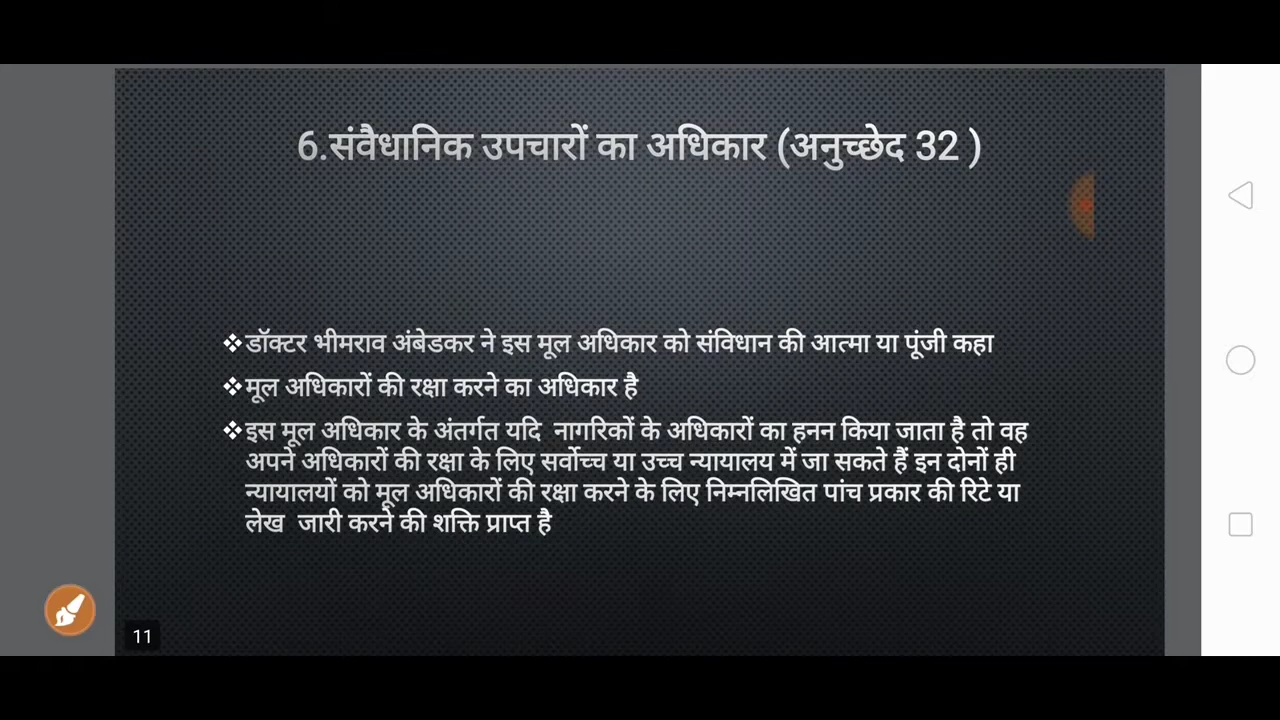 6.संवैधानिक उपचारों का अधिकार (अनुच्छेद 32 )
❖डॉक्टर भीमराव अंबेडकर ने इस मूल अधिकार को संविधान की आत्मा या पूंजी कहा
❖मूल अधिकारों की रक्षा करने का अधिकार है
❖इस मूल अधिकार के अंतर्गत यदि  नागरिकों के अधिकारों का हनन किया जाता है तो वह
अपने अधिकारों की रक्षा के लिए सर्वोच्च या उच्च न्यायालय में जा सकते हैं इन दोनों ही
न्यायालयों को मूल अधिकारों की रक्षा करने के लिए निम्नलिखित पांच प्रकार की रिटे या
लेख  जारी करने की शक्ति प्राप्त है
11